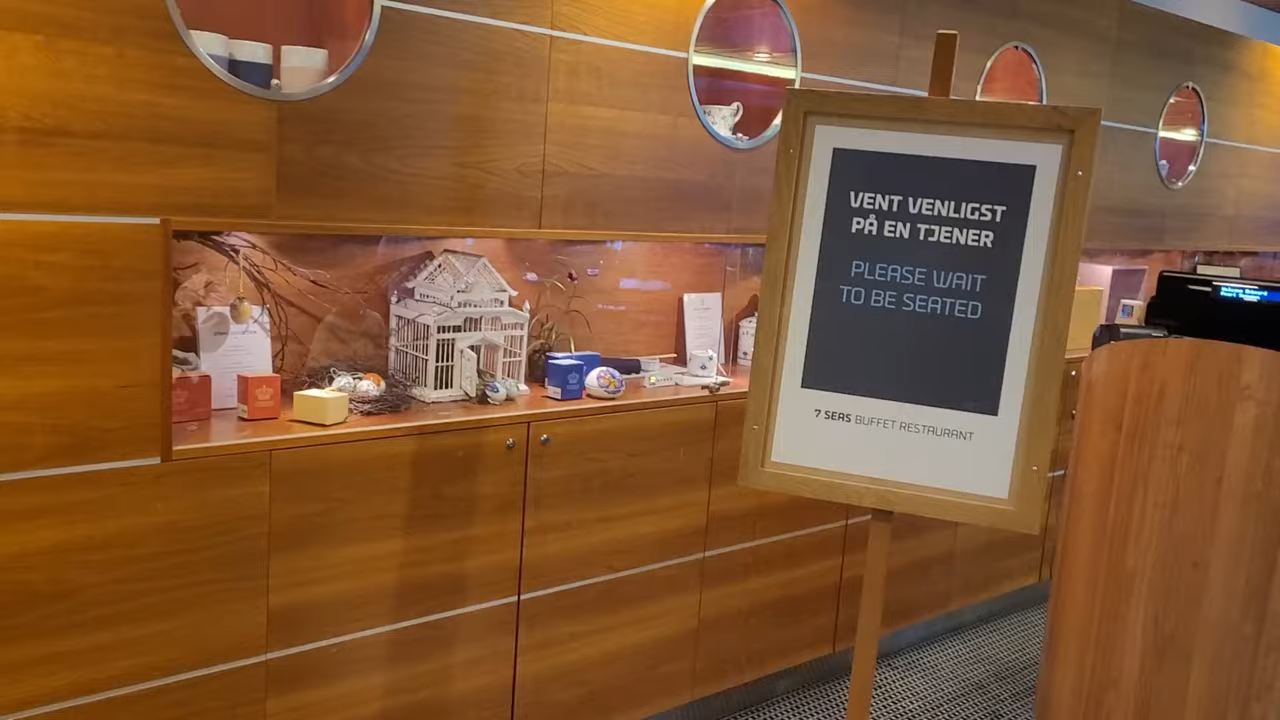 VENT VENLIGST
PÅ EN TJENER
PLEASE WAIT
TO BE SEATED
7 SEAS BUFFET RESTAURANT